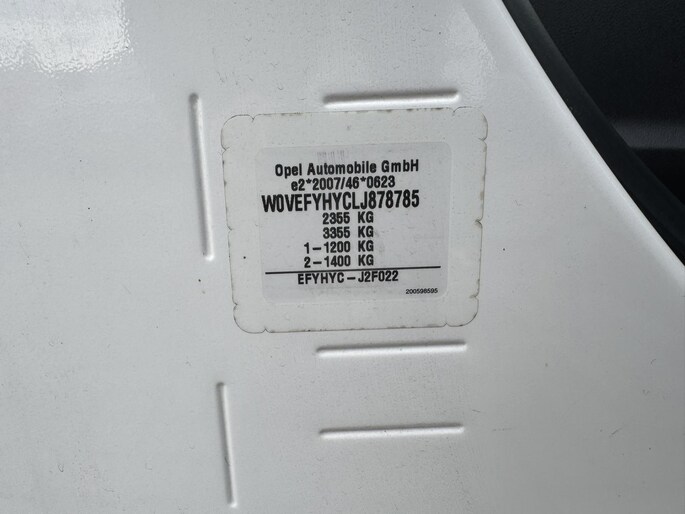 Opel Automobile GmbH
e2*2007/46*0623
W0VEFYHYCLJ878785
2355 KG
3355 KG
1-1200 KG
2-1400 KG
EFYHYC-J2F022
200598595